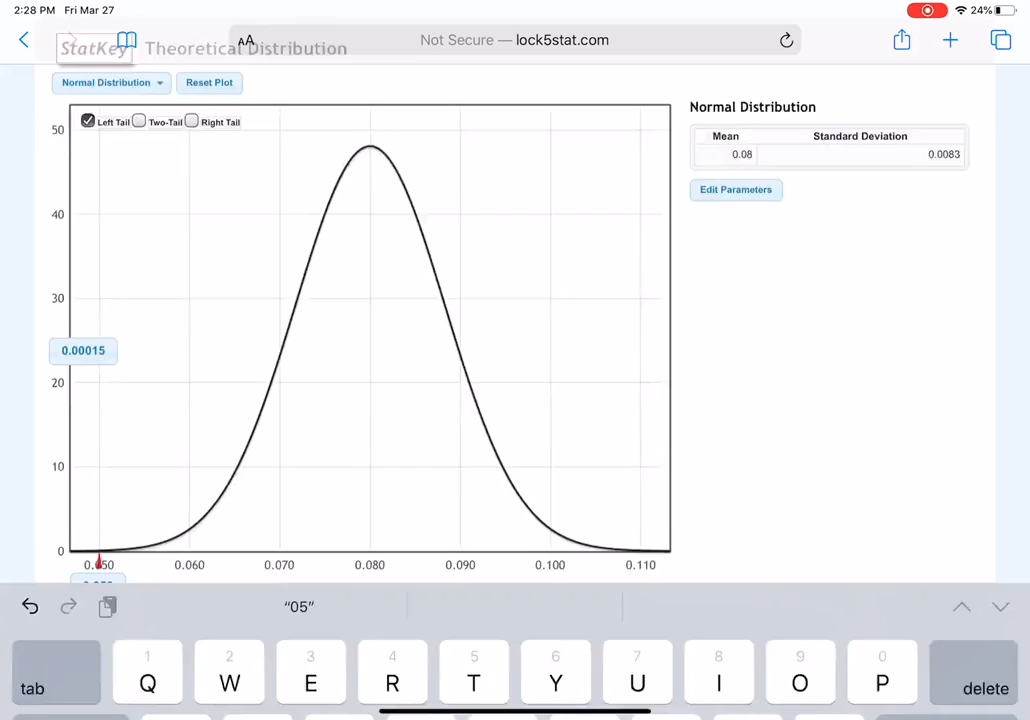 2:28 PM Fri Mar 27
24%
StatKey Theoretical Distribution
AA
Not Secure — lock5stat.com
Normal Distribution
Reset Plot
Left Tail Two-Tail Right Tail
Normal Distribution
Mean Standard Deviation
0.08 0.0083
Edit Parameters
50
40
30
0.00015
20
10
0
0.050 0.060 0.070 0.080 0.090 0.100 0.110
“05”
1 2 3 4 5 6 7 8 9 0
tab Q W E R T Y U I O P delete